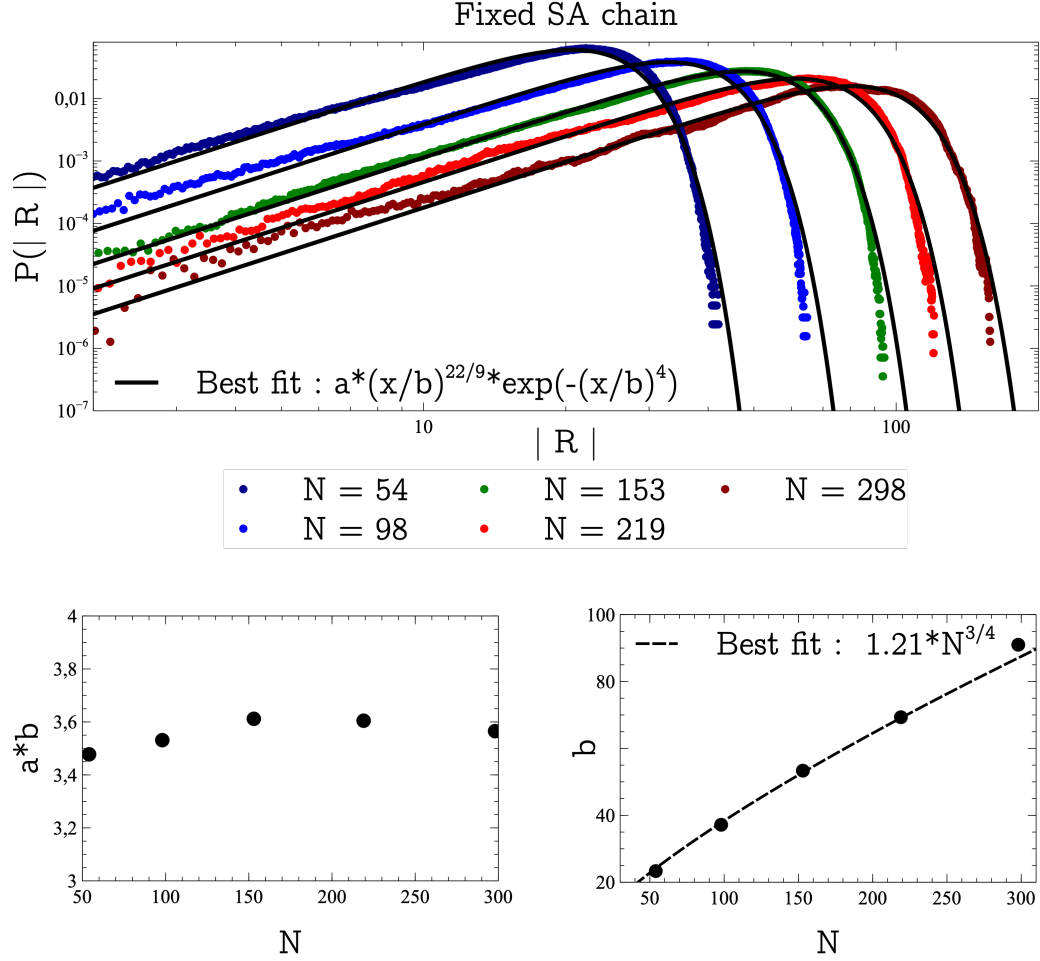 Fixed SA chain
P(| R |)
0,01
10⁻³
10⁻⁴
10⁻⁵
10⁻⁶
10⁻⁷
Best fit : a*(x/b)^22/9*exp(-(x/b)^4)
10
100
| R |
N = 54
N = 153
N = 298
N = 98
N = 219
a*b
4
3,8
3,6
3,4
3,2
3
50
100
150
200
250
300
N
b
100
80
40
20
Best fit : 1.21*N^3/4
50
100
150
200
250
300
N